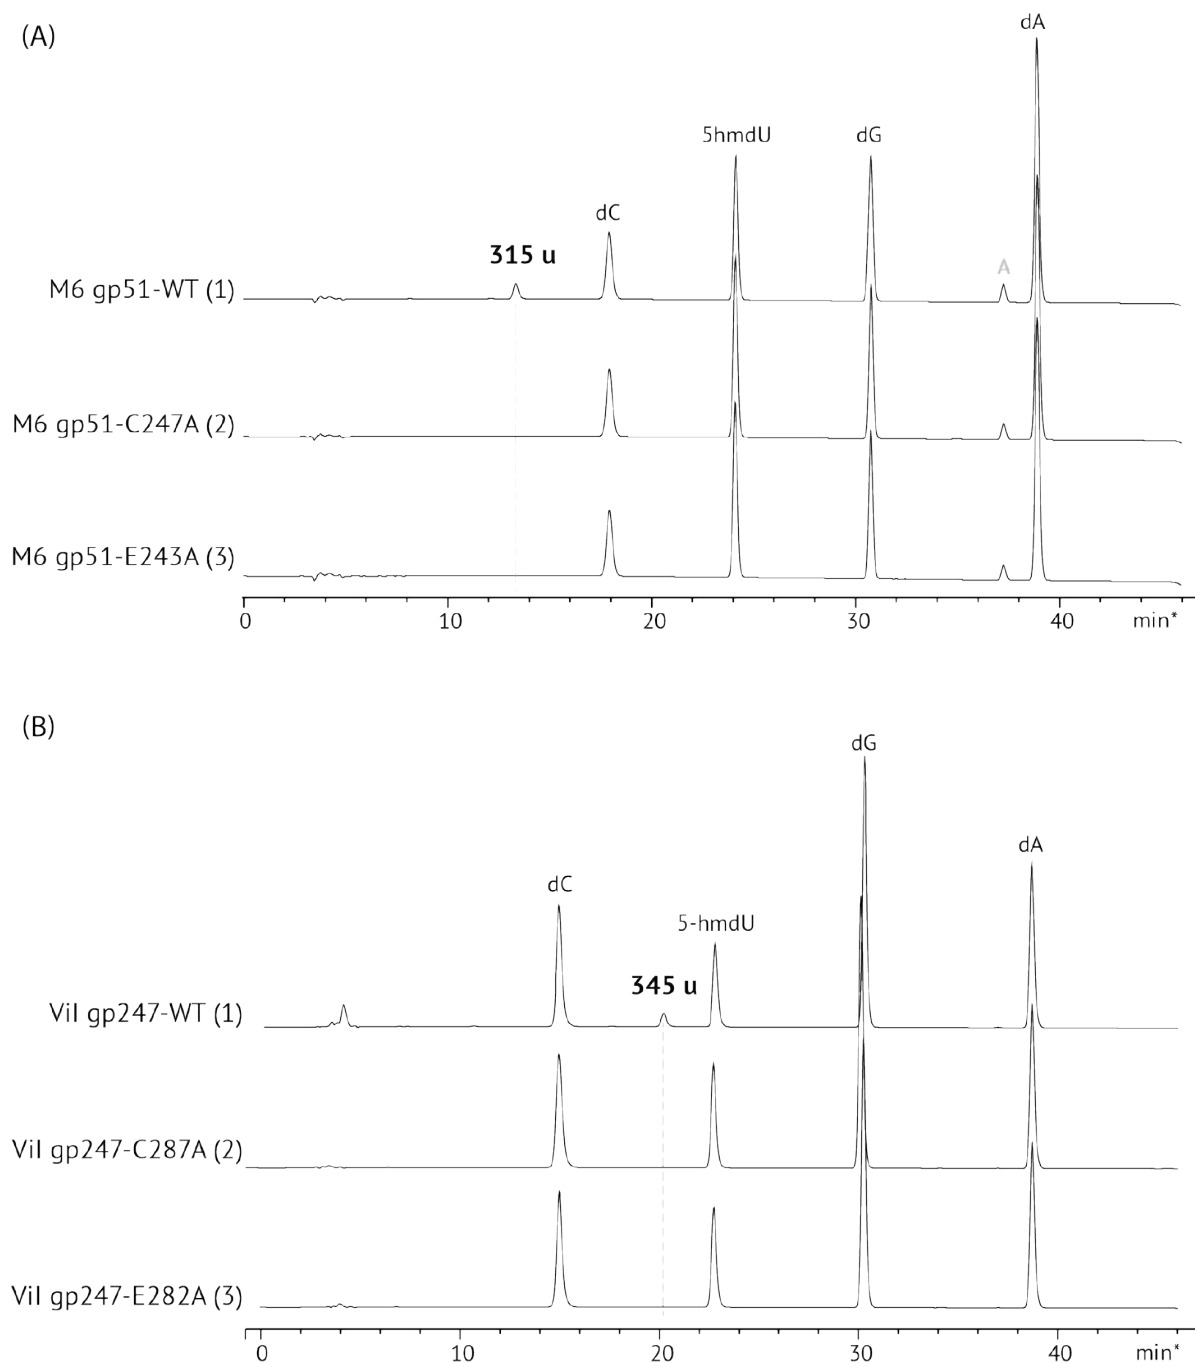 (A)
dA
5hmdU
dG
dC
315 u
A
M6 gp51-WT (1)
M6 gp51-C247A (2)
M6 gp51-E243A (3)
0 10 20 30 40 min*
(B)
dG
dA
dC
5-hmdU
345 u
ViI gp247-WT (1)
ViI gp247-C287A (2)
ViI gp247-E282A (3)
0 10 20 30 40 min*